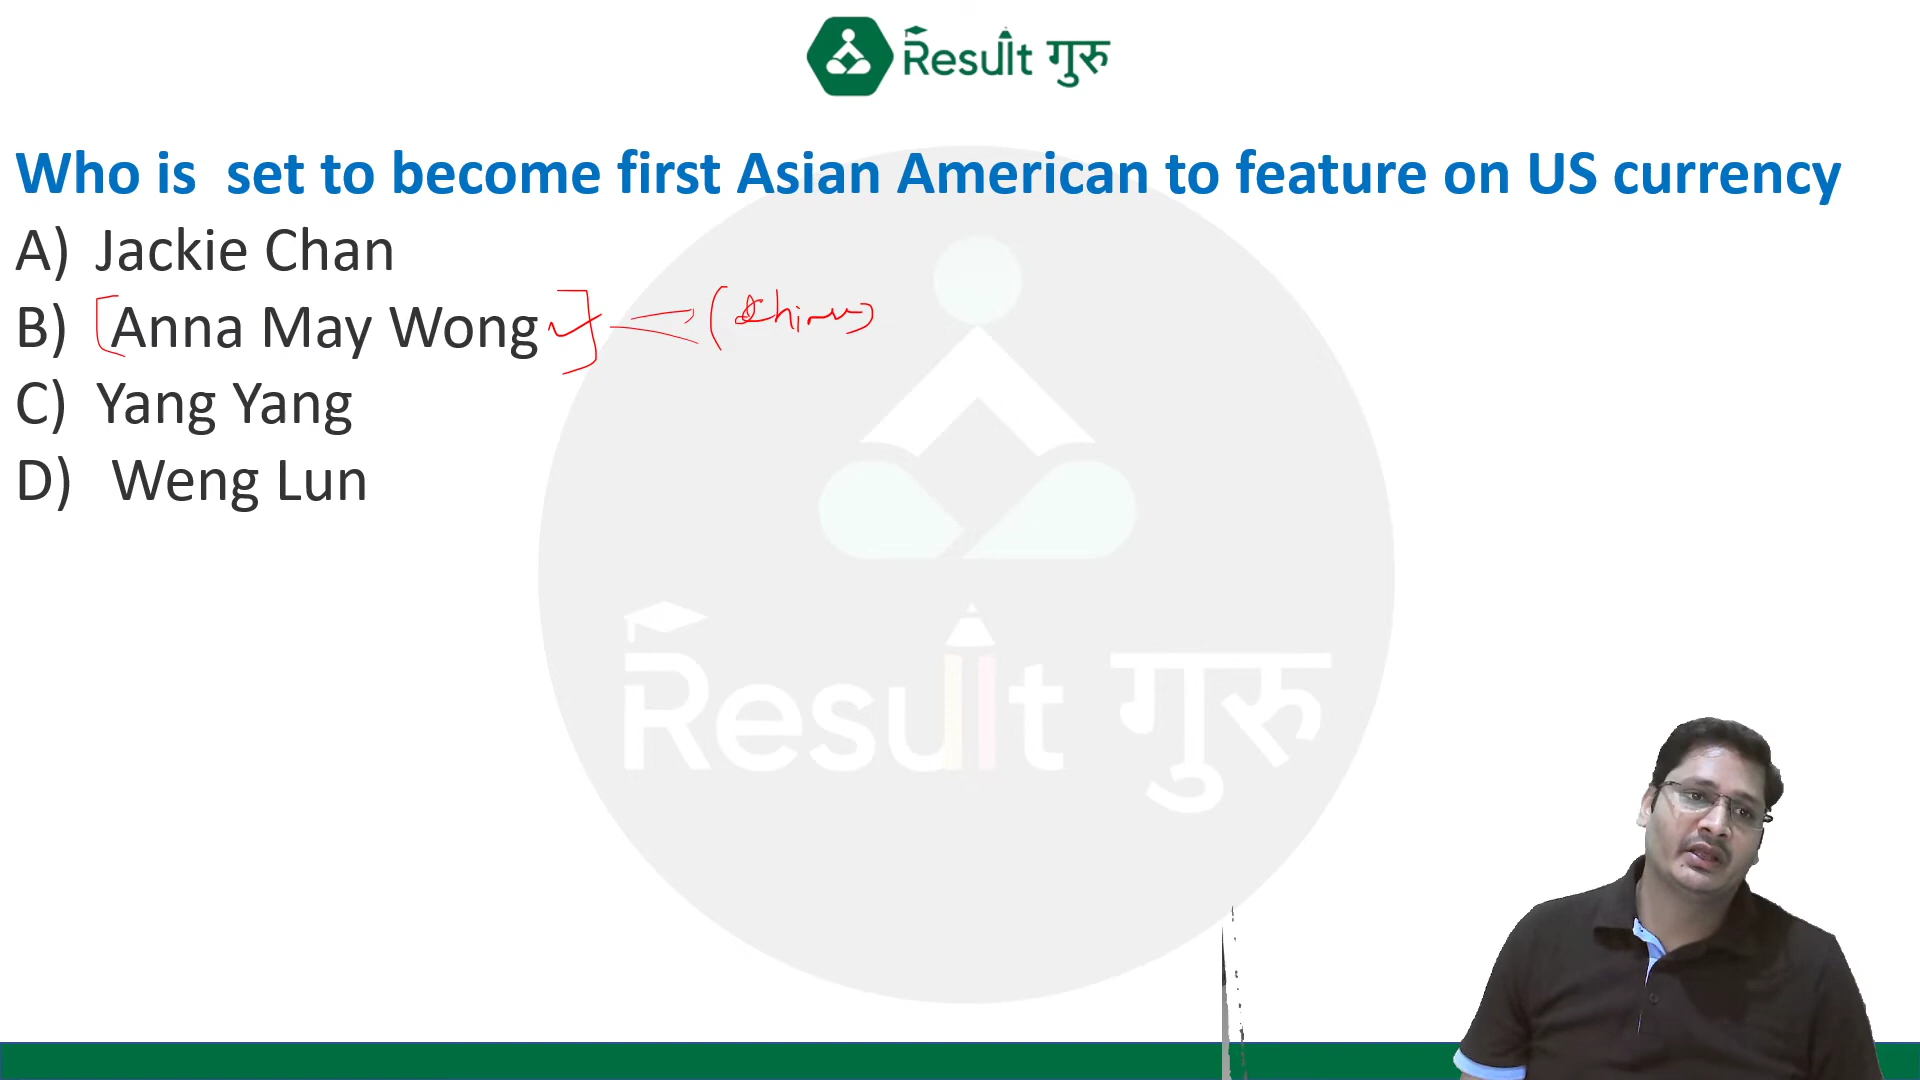 Result गुरु
Who is set to become first Asian American to feature on US currency
A) Jackie Chan
B) Anna May Wong
C) Yang Yang
D) Weng Lun
Result गुरु